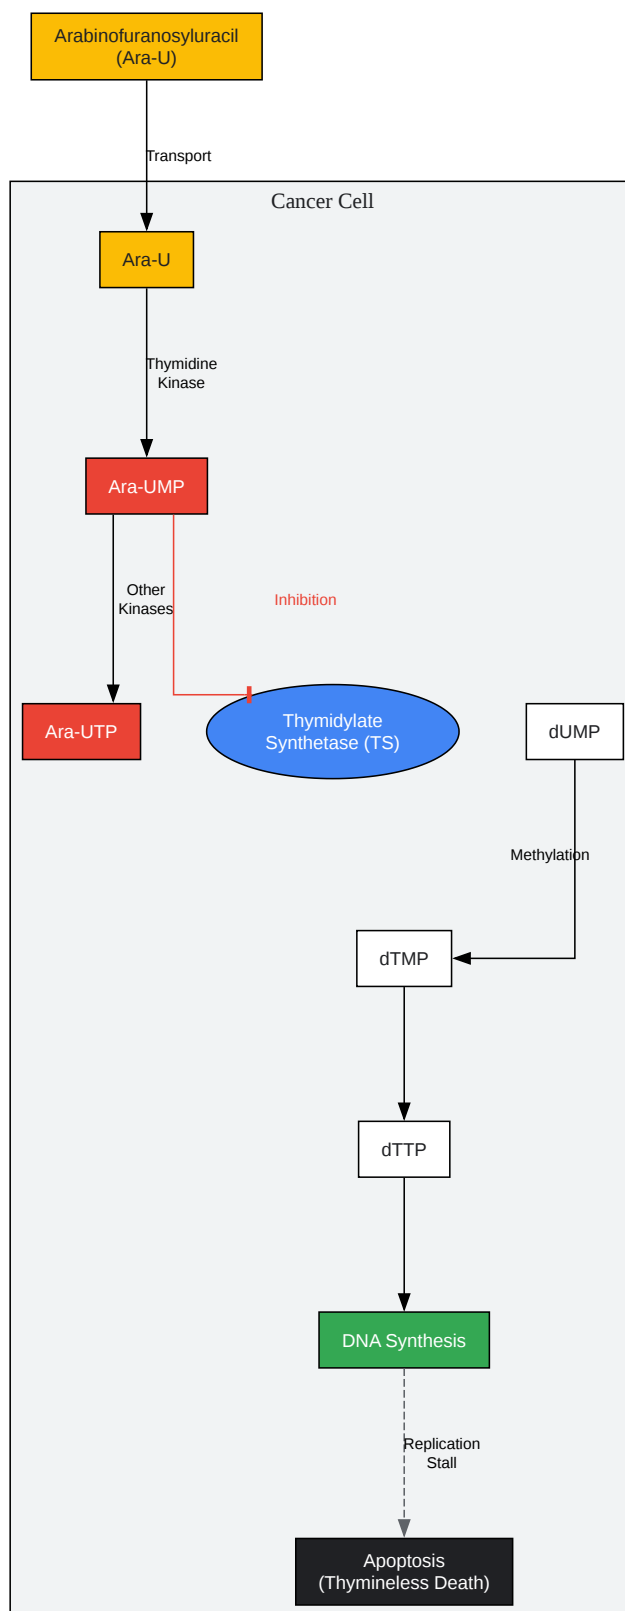 Arabinofuranosyluracil
(Ara-U)
Transport
Cancer Cell
Ara-U
Thymidine
Kinase
Ara-UMP
Other
Kinases
Inhibition
Ara-UTP
Thymidylate
Synthetase (TS)
dUMP
Methylation
dTMP
dTTP
DNA Synthesis
Replication
Stall
Apoptosis
(Thymineless Death)